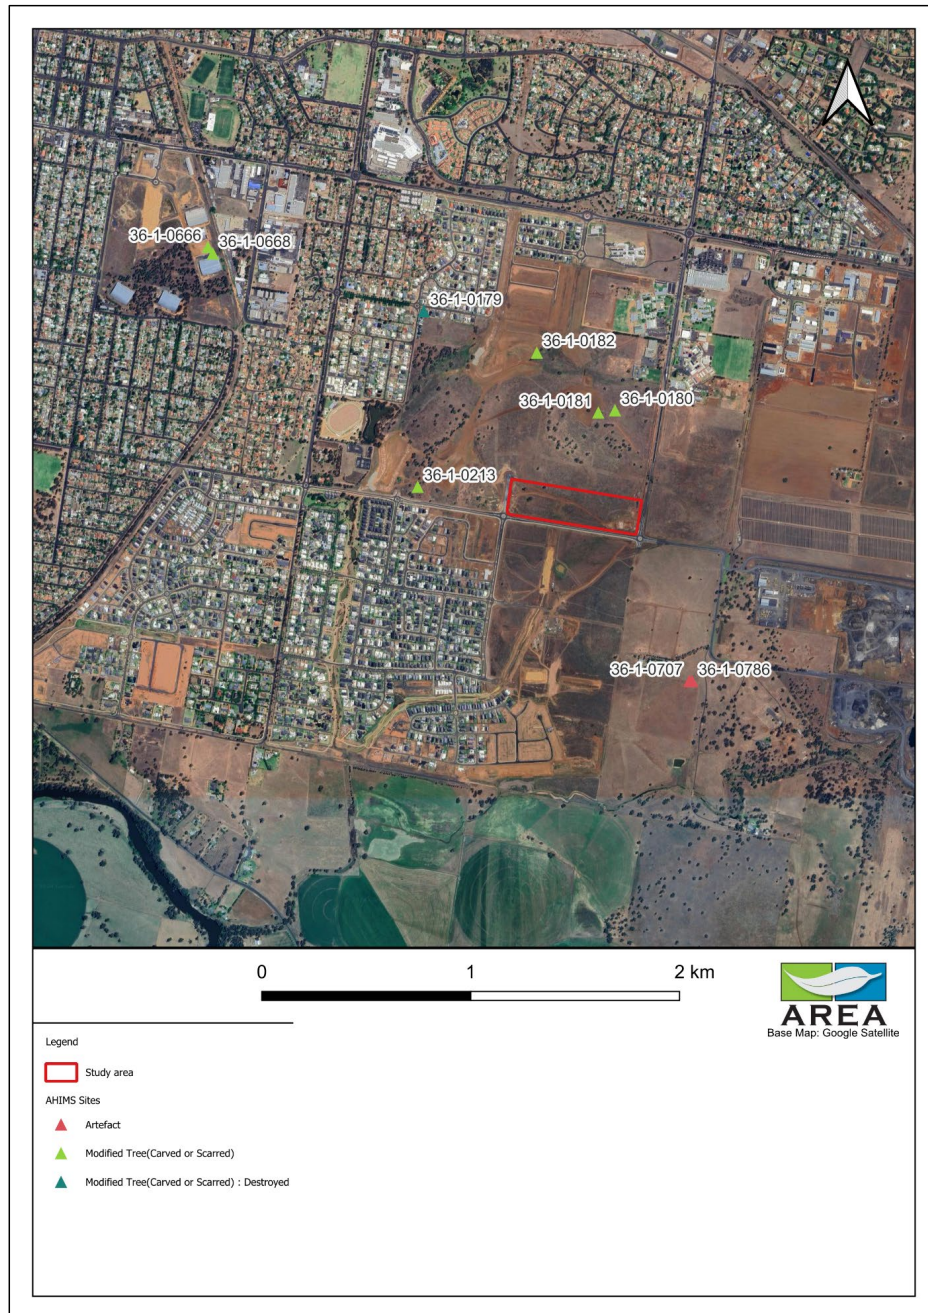 36-1-0666
36-1-0668
36-1-0179
36-1-0182
36-1-0181
36-1-0180
36-1-0213
36-1-0707
36-1-0786
0 1 2 km
AREA
Base Map: Google Satellite
Legend
Study area
AHIMS Sites
Artefact
Modified Tree(Carved or Scarred)
Modified Tree(Carved or Scarred) : Destroyed